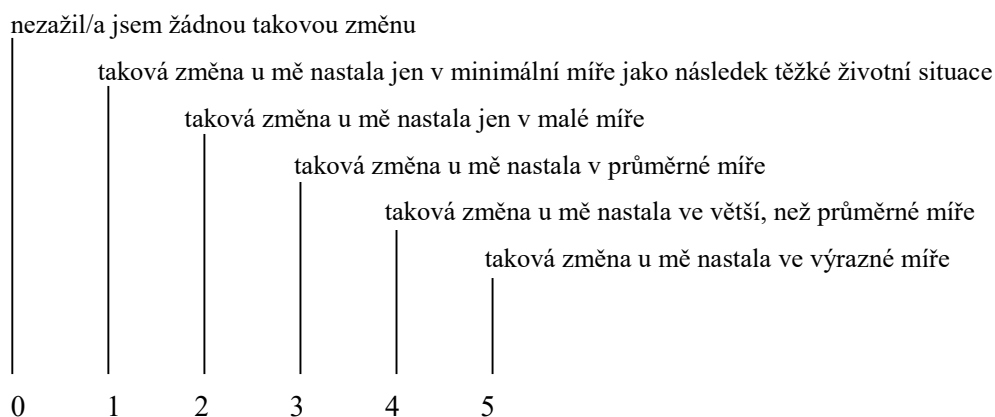 nezažil/a jsem žádnou takovou změnu
taková změna u mě nastala jen v minimální míře jako následek těžké životní situace
taková změna u mě nastala jen v malé míře
taková změna u mě nastala v průměrné míře
taková změna u mě nastala ve větší, než průměrné míře
taková změna u mě nastala ve výrazné míře
0 1 2 3 4 5